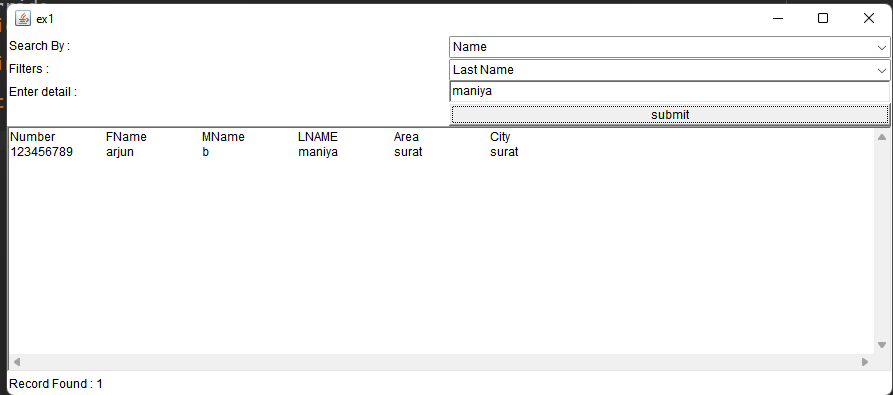 ex1
Search By : Name
Filters : Last Name
Enter detail : maniya
submit
Number FName MName LNAME Area City
123456789 arjun b maniya surat surat
Record Found : 1